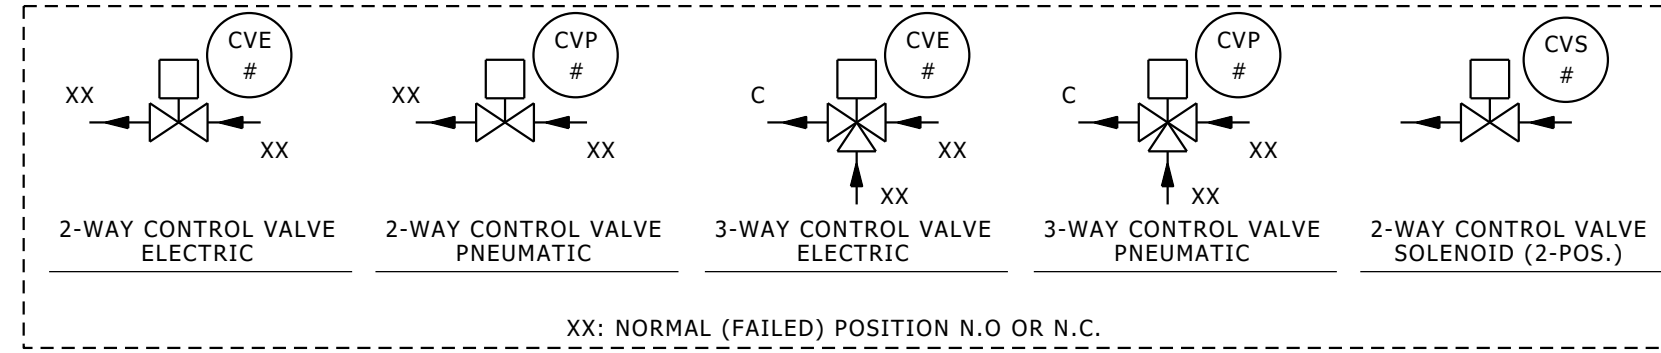 CVE
#
XX
XX
2-WAY CONTROL VALVE
ELECTRIC
CVP
#
XX
XX
2-WAY CONTROL VALVE
PNEUMATIC
CVE
#
C
XX
XX
3-WAY CONTROL VALVE
ELECTRIC
CVP
#
C
XX
XX
3-WAY CONTROL VALVE
PNEUMATIC
CVS
#
2-WAY CONTROL VALVE
SOLENOID (2-POS.)
XX: NORMAL (FAILED) POSITION N.O OR N.C.